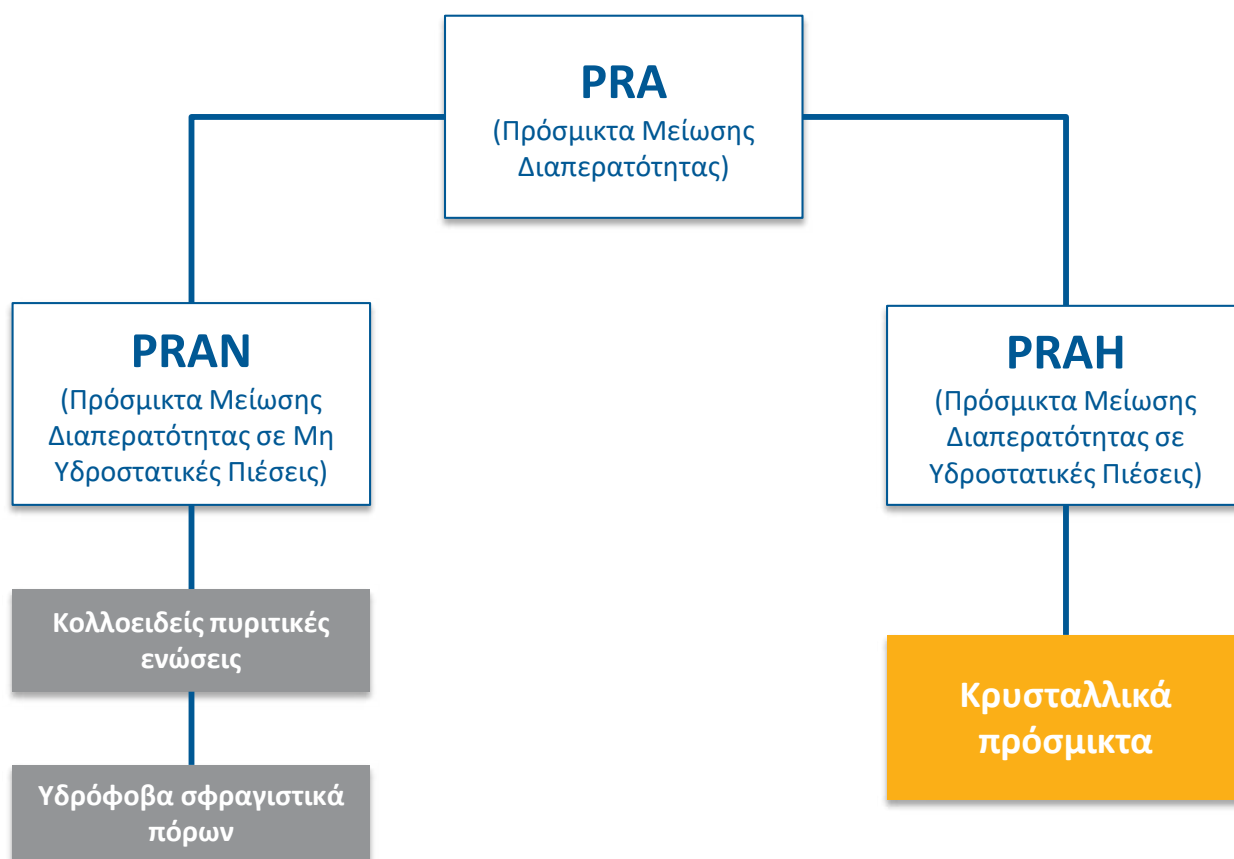 PRA
(Πρόσμικτα Μείωσης
Διαπερατότητας)
PRAN
(Πρόσμικτα Μείωσης
Διαπερατότητας σε Μη
Υδροστατικές Πιέσεις)
PRAH
(Πρόσμικτα Μείωσης
Διαπερατότητας σε
Υδροστατικές Πιέσεις)
Κολλοειδείς πυριτικές
ενώσεις
Κρυσταλλικά
πρόσμικτα
Υδρόφοβα σφραγιστικά
πόρων